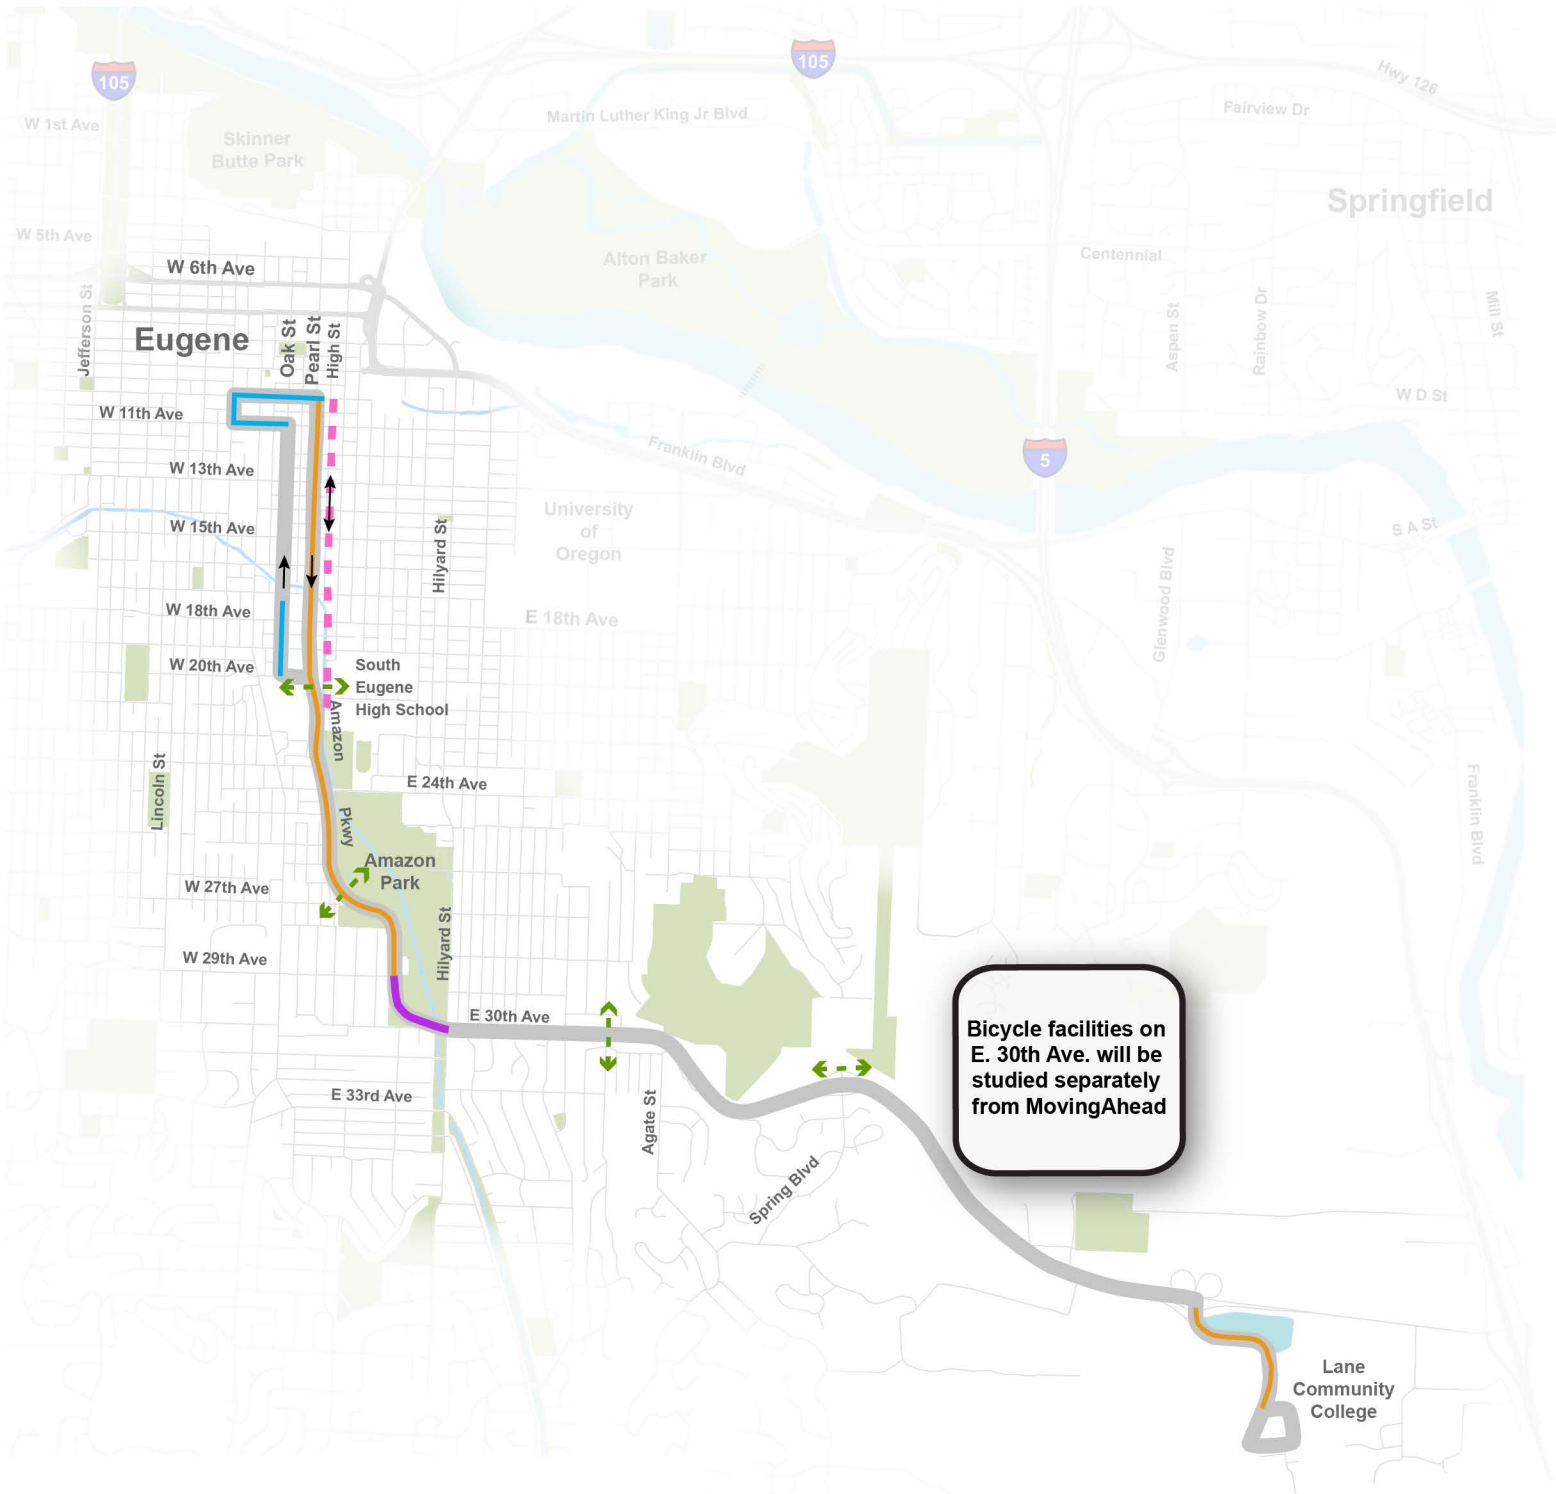 105
105
Hwy 126
Martin Luther King Jr Blvd
Fairview Dr
W 1st Ave
Skinner
Butte Park
Springfield
W 5th Ave
Alton Baker
Park
Centennial
W 6th Ave
Jefferson St
Eugene
Oak St
Pearl St
High St
Aspen St
Rainbow Dr
Mill St
W D St
W 11th Ave
Franklin Blvd
5
W 13th Ave
University
of
Oregon
W 15th Ave
Hilyard St
S A St
Glenwood Blvd
W 18th Ave
E 18th Ave
W 20th Ave
South
Eugene
High School
Amazon
Pkwy
Lincoln St
E 24th Ave
Franklin Blvd
Amazon
Park
W 27th Ave
Hilyard St
W 29th Ave
E 30th Ave
Bicycle facilities on
E. 30th Ave. will be
studied separately
from MovingAhead
E 33rd Ave
Agate St
Spring Blvd
Lane
Community
College